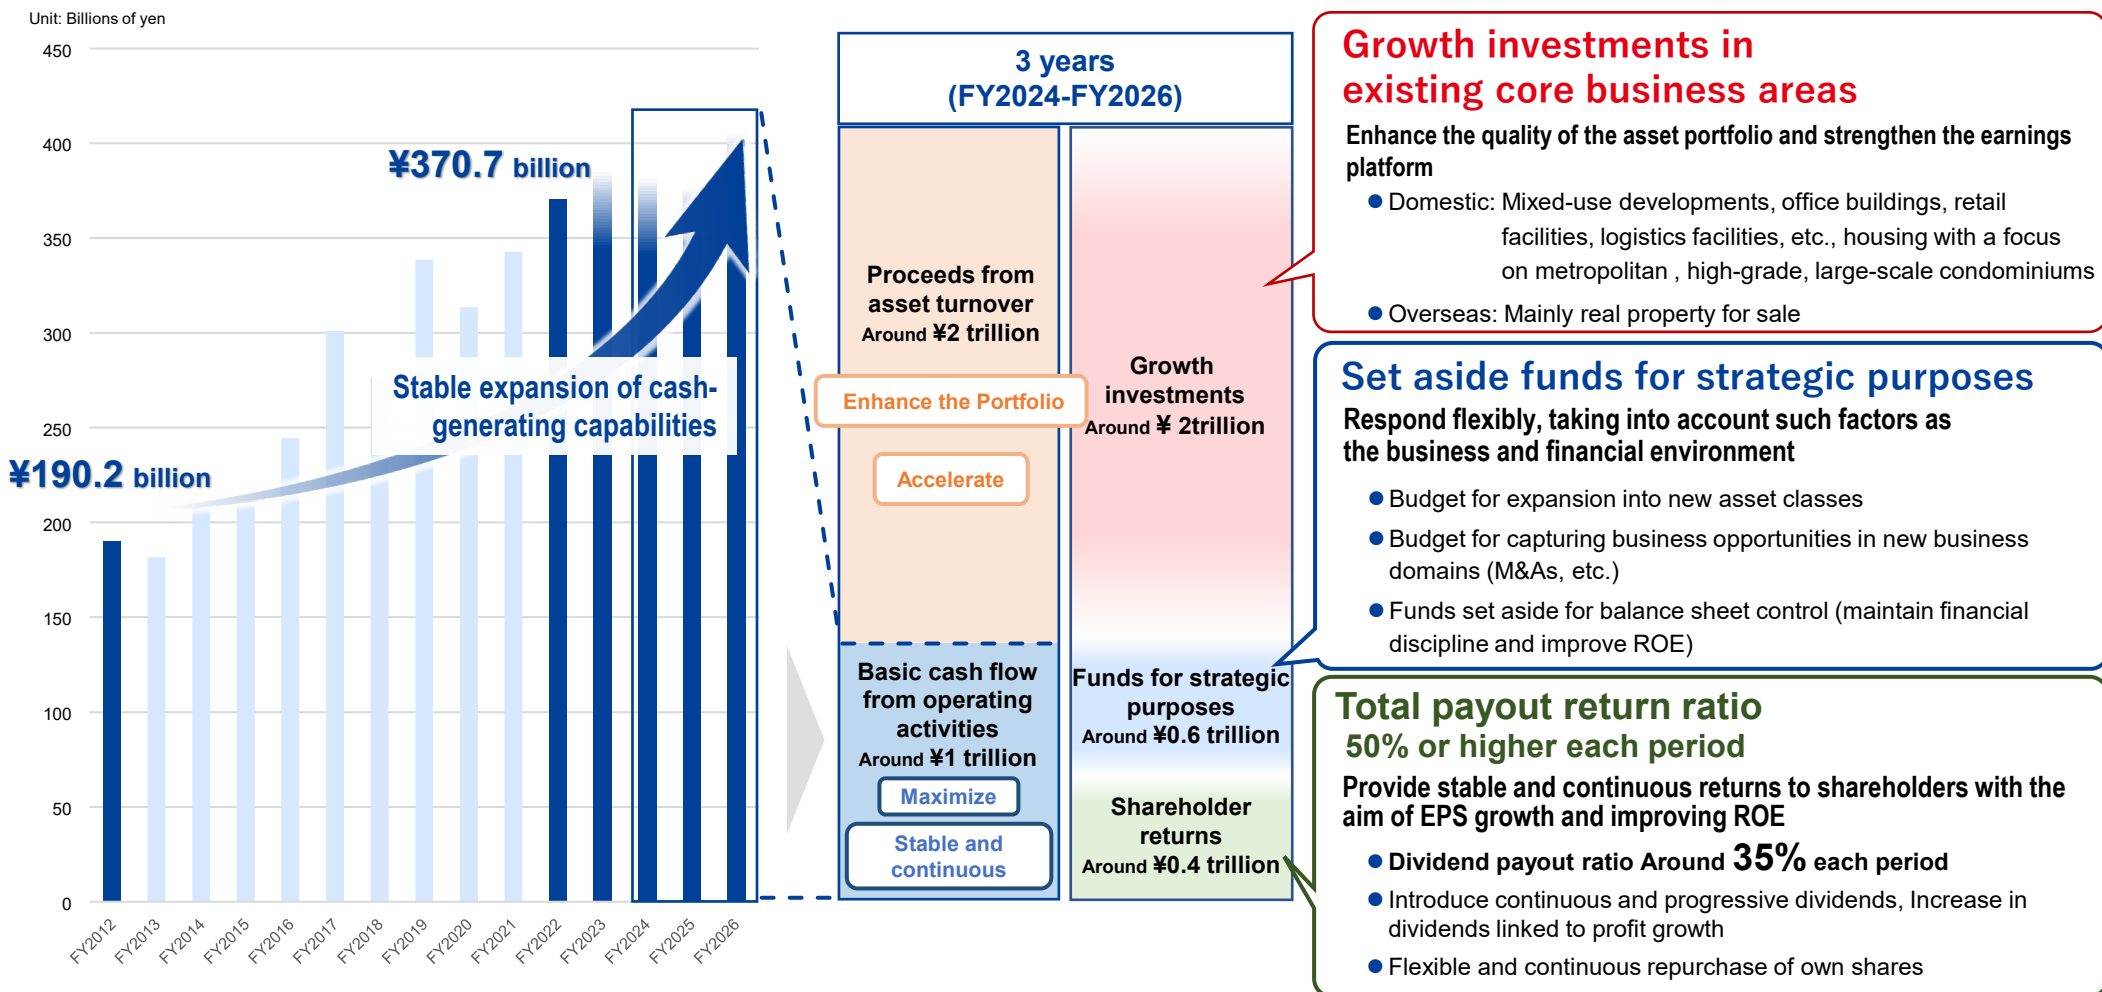 Unit: Billions of yen
450
400
350
300
250
200
150
100
50
0
¥190.2 billion
¥370.7 billion
Stable expansion of cash-
generating capabilities
FY2012
FY2013
FY2014
FY2015
FY2016
FY2017
FY2018
FY2019
FY2020
FY2021
FY2022
FY2023
FY2024
FY2025
FY2026
3 years
(FY2024-FY2026)
Proceeds from
asset turnover
Around ¥2 trillion
Enhance the Portfolio
Accelerate
Basic cash flow
from operating
activities
Around ¥1 trillion
Maximize
Stable and
continuous
Growth
investments
Around ¥ 2trillion
Funds for strategic
purposes
Around ¥0.6 trillion
Shareholder
returns
Around ¥0.4 trillion
Growth investments in
existing core business areas
Enhance the quality of the asset portfolio and strengthen the earnings
platform
● Domestic: Mixed-use developments, office buildings, retail
facilities, logistics facilities, etc., housing with a focus
on metropolitan , high-grade, large-scale condominiums
● Overseas: Mainly real property for sale
Set aside funds for strategic purposes
Respond flexibly, taking into account such factors as
the business and financial environment
● Budget for expansion into new asset classes
● Budget for capturing business opportunities in new business
domains (M&As, etc.)
● Funds set aside for balance sheet control (maintain financial
discipline and improve ROE)
Total payout return ratio
50% or higher each period
Provide stable and continuous returns to shareholders with the
aim of EPS growth and improving ROE
● Dividend payout ratio Around 35% each period
● Introduce continuous and progressive dividends, Increase in
dividends linked to profit growth
● Flexible and continuous repurchase of own shares